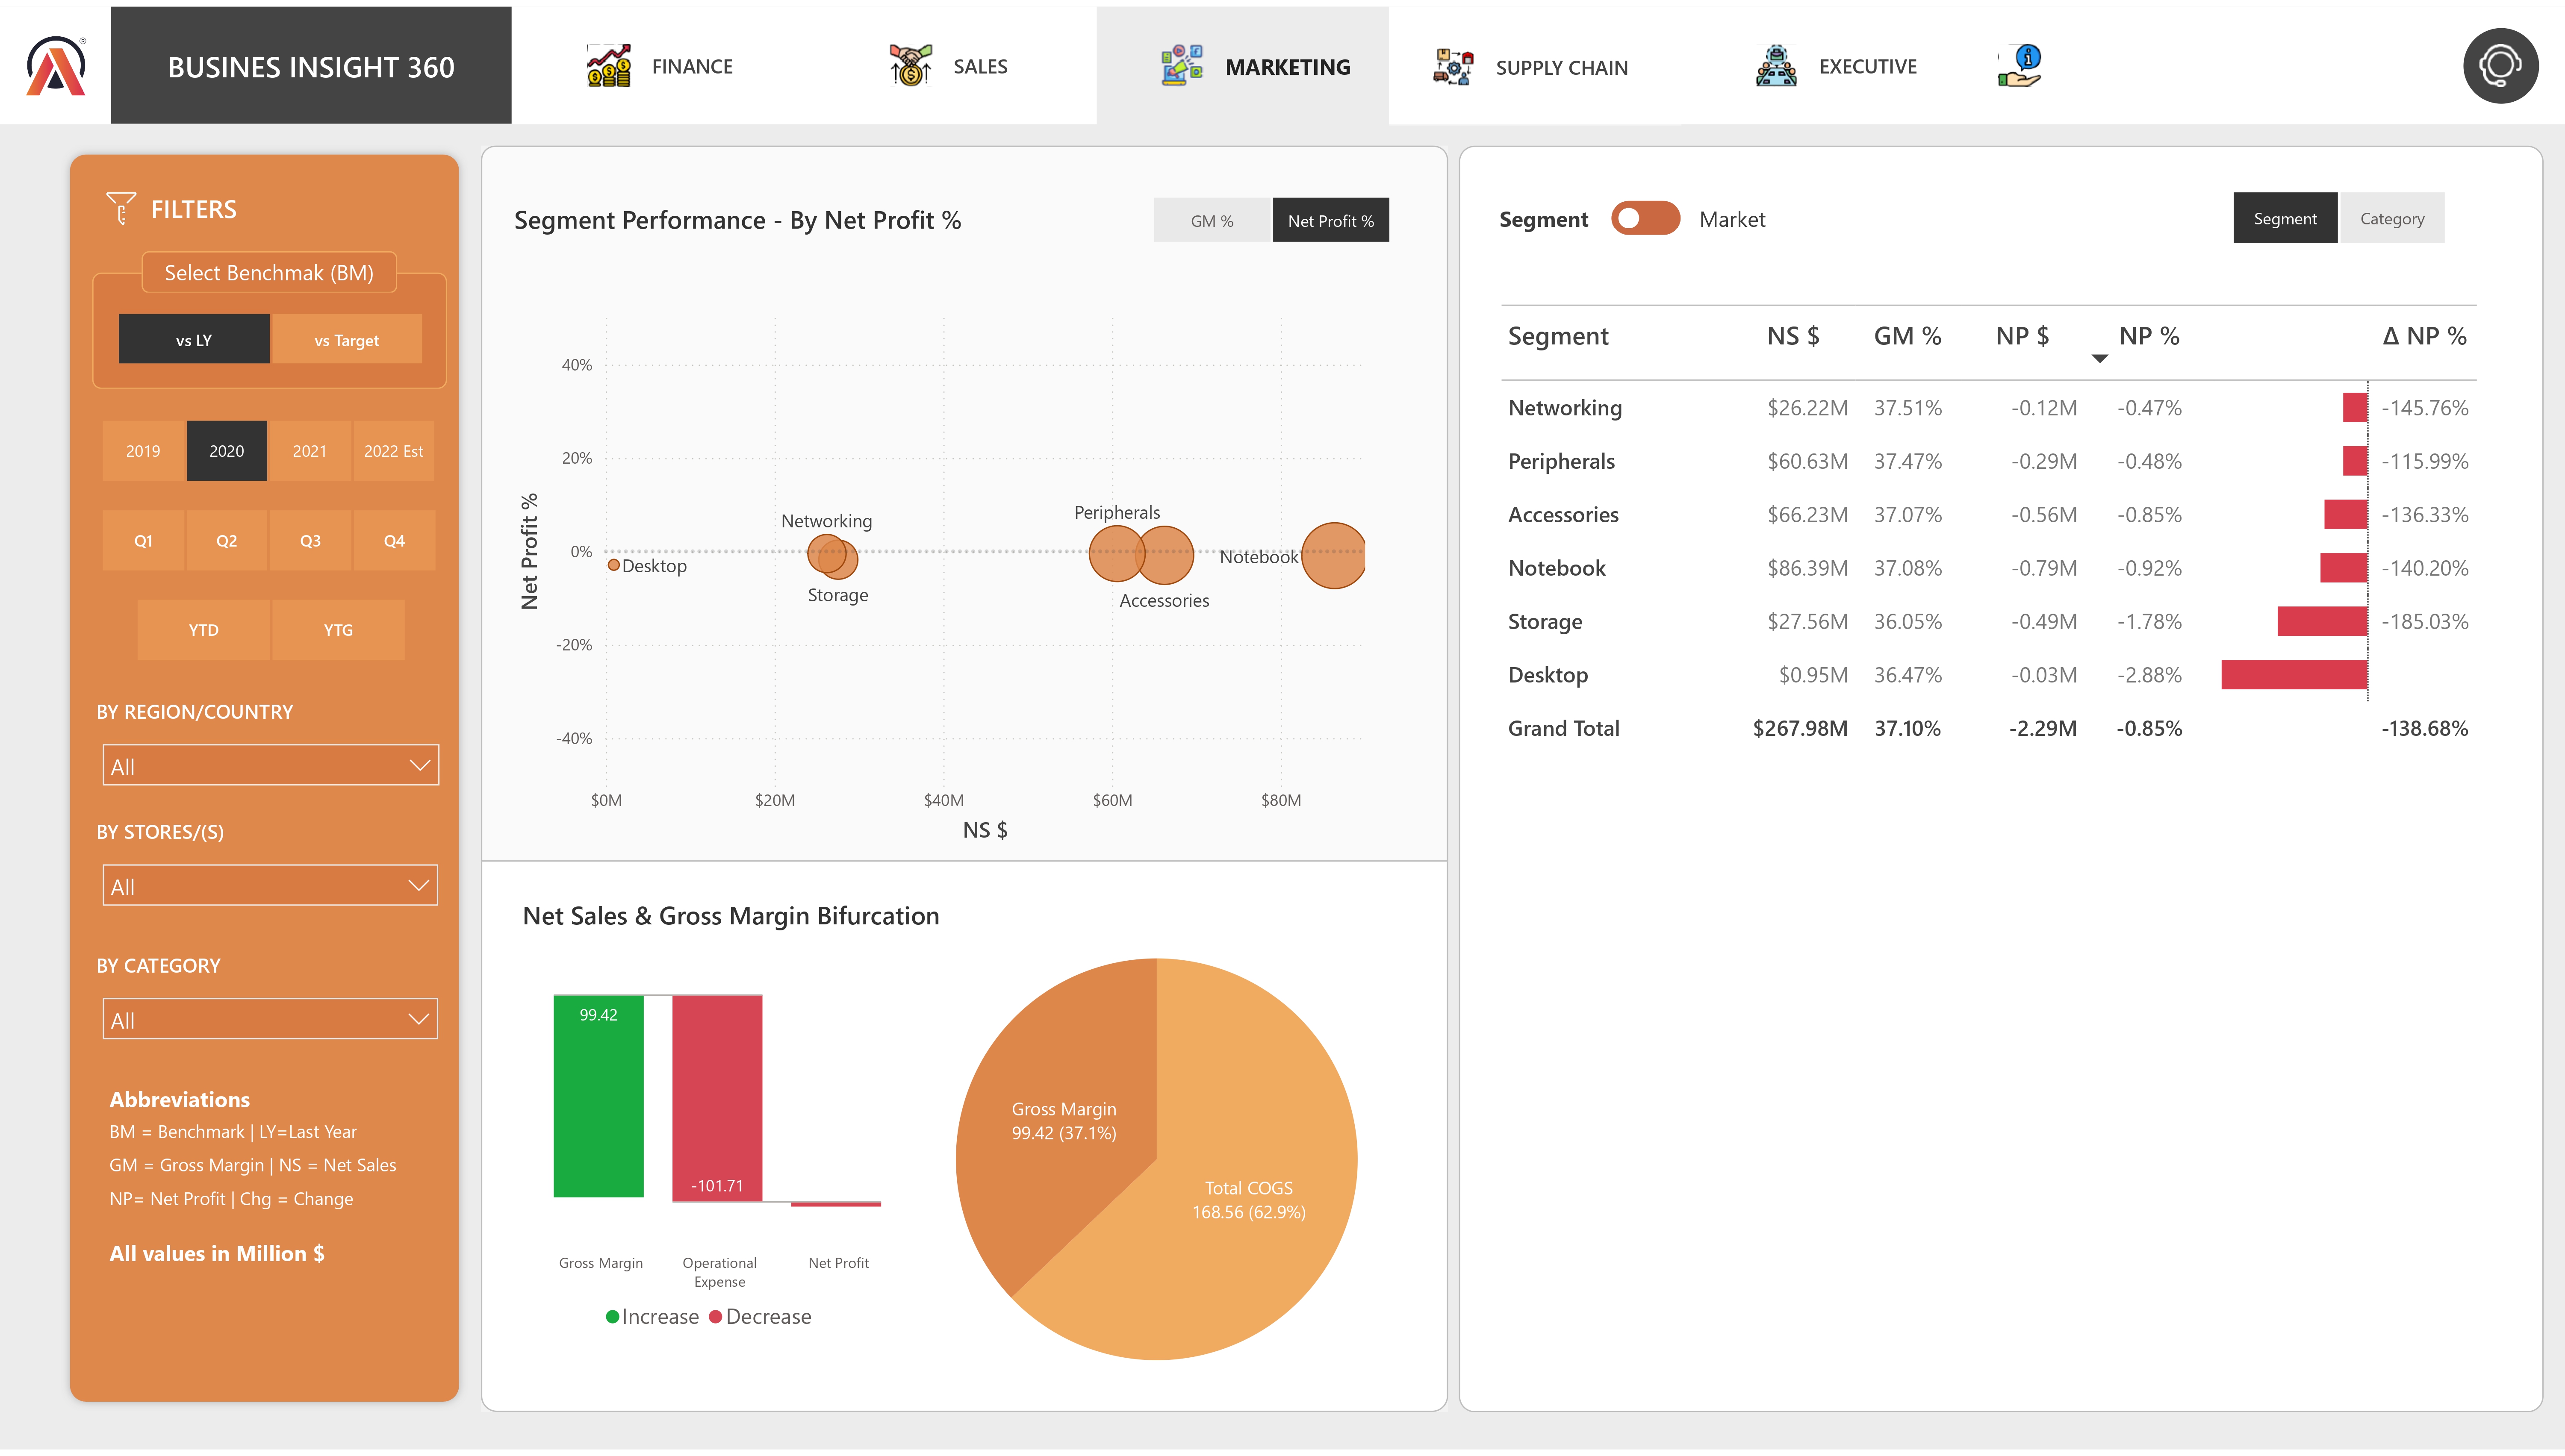 BUSINES INSIGHT 360
FINANCE
SALES
MARKETING
SUPPLY CHAIN
EXECUTIVE
FILTERS
Select Benchmak (BM)
vs LY
vs Target
2019
2020
2021
2022 Est
Q1
Q2
Q3
Q4
YTD
YTG
BY REGION/COUNTRY
All
BY STORES/(S)
All
BY CATEGORY
All
Abbreviations
BM = Benchmark | LY=Last Year
GM = Gross Margin | NS = Net Sales
NP= Net Profit | Chg = Change
All values in Million $
Segment Performance - By Net Profit %
GM %
Net Profit %
Net Profit %
40%
20%
0%
-20%
-40%
Networking
Peripherals
Desktop
Notebook
Storage
Accessories
$0M
$20M
$40M
$60M
$80M
NS $
Net Sales & Gross Margin Bifurcation
99.42
-101.71
Gross Margin
Operational
Expense
Net Profit
Increase
Decrease
Gross Margin
99.42 (37.1%)
Total COGS
168.56 (62.9%)
Segment
Market
Segment
Category
Segment NS $ GM % NP $ NP % Δ NP %
Networking $26.22M 37.51% -0.12M -0.47% -145.76%
Peripherals $60.63M 37.47% -0.29M -0.48% -115.99%
Accessories $66.23M 37.07% -0.56M -0.85% -136.33%
Notebook $86.39M 37.08% -0.79M -0.92% -140.20%
Storage $27.56M 36.05% -0.49M -1.78% -185.03%
Desktop $0.95M 36.47% -0.03M -2.88%
Grand Total $267.98M 37.10% -2.29M -0.85% -138.68%